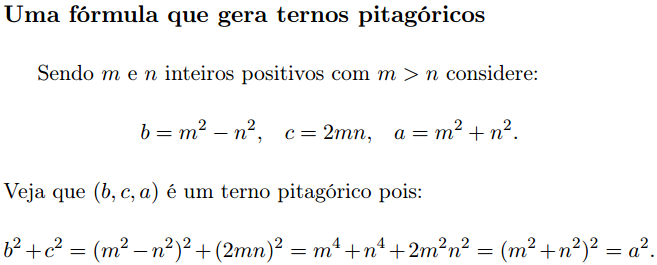 Uma fórmula que gera ternos pitagóricos
Sendo m e n inteiros positivos com m > n considere:
b = m² − n², c = 2mn, a = m² + n².
Veja que (b, c, a) é um terno pitagórico pois:
b² + c² = (m² − n²)² + (2mn)² = m⁴ + n⁴ + 2m²n² = (m² + n²)² = a².